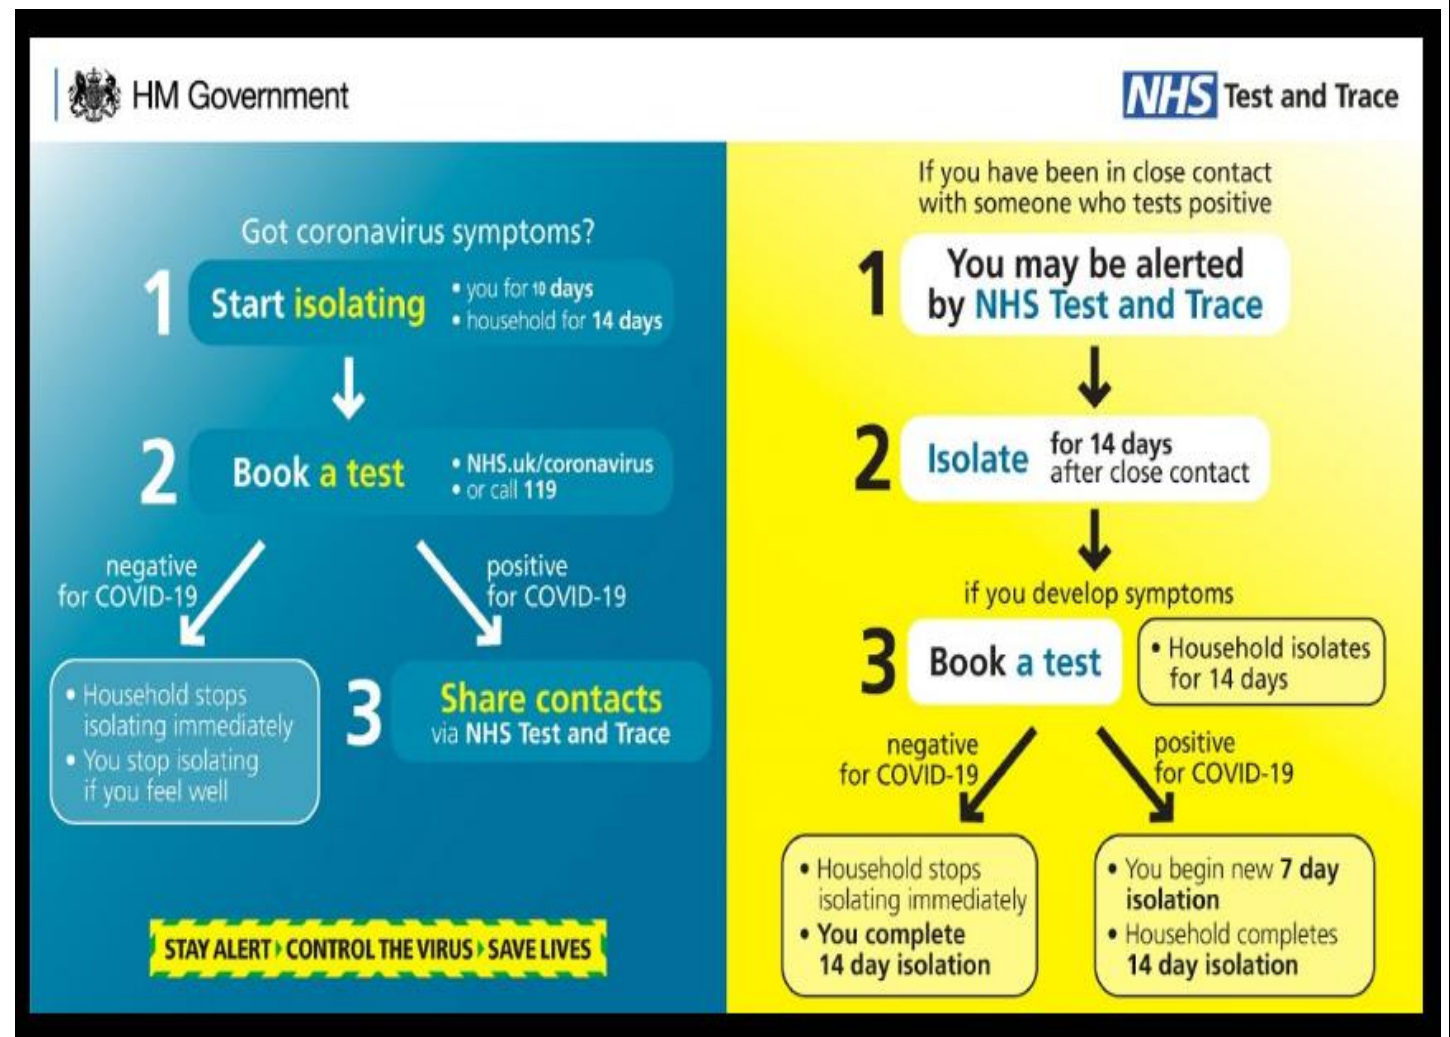 HM Government
NHS Test and Trace
Got coronavirus symptoms?
1
Start isolating
• you for 10 days
• household for 14 days
2
Book a test
• NHS.uk/coronavirus
• or call 119
negative
for COVID-19
positive
for COVID-19
• Household stops
isolating immediately
• You stop isolating
if you feel well
3
Share contacts
via NHS Test and Trace
STAY ALERT CONTROL THE VIRUS SAVE LIVES
If you have been in close contact
with someone who tests positive
1
You may be alerted
by NHS Test and Trace
2
Isolate
for 14 days
after close contact
if you develop symptoms
3
Book a test
• Household isolates
for 14 days
negative
for COVID-19
positive
for COVID-19
• Household stops
isolating immediately
• You complete
14 day isolation
• You begin new 7 day
isolation
• Household completes
14 day isolation